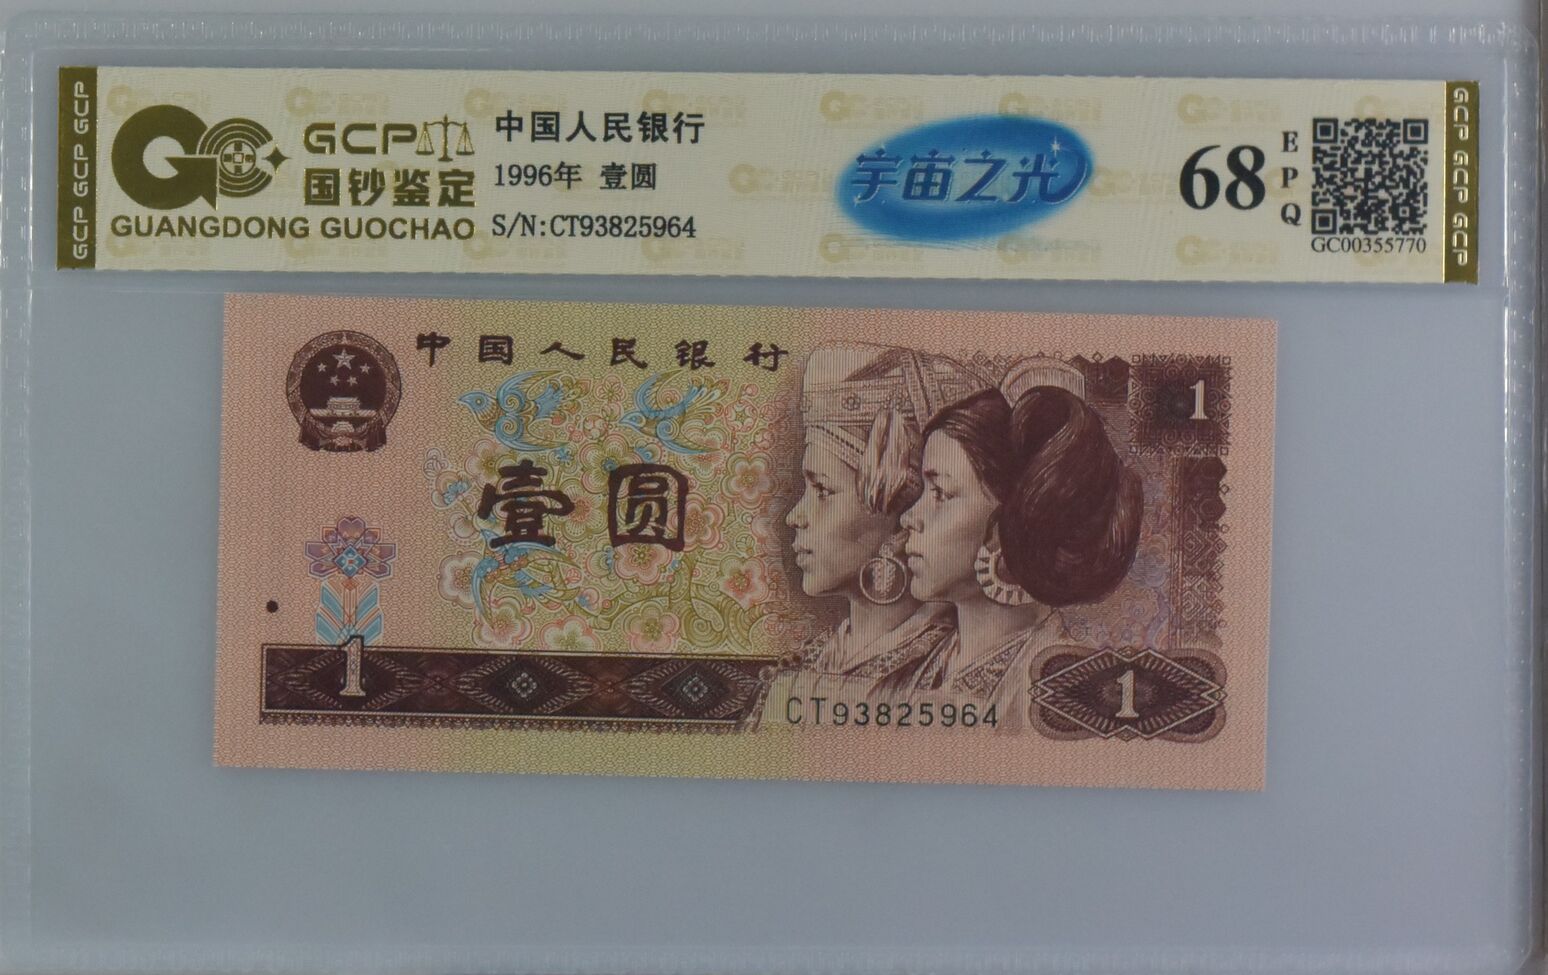 GCP GCP GCP
GCP
国钞鉴定
GUANGDONG GUOCHAO
中国人民银行
1996年 壹圆
S/N:CT93825964
宇宙之光
68
EPQ
GC00355770
GCP GCP GCP
中国人民银行
1
壹圆
1
CT93825964
1